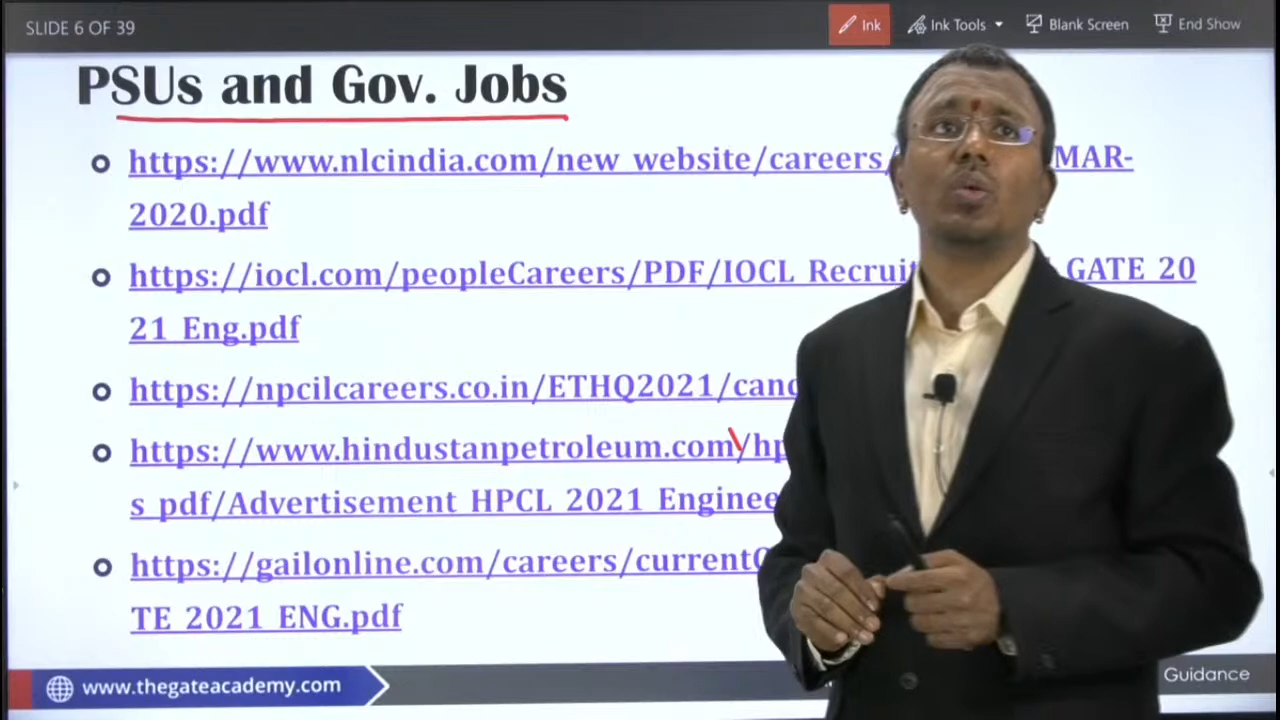 SLIDE 6 OF 39
Ink
Ink Tools
Blank Screen
End Show
PSUs and Gov. Jobs
https://www.nlcindia.com/new_website/careers/ MAR-
2020.pdf
https://iocl.com/peopleCareers/PDF/IOCL_Recruit GATE_20
21_Eng.pdf
https://npcilcareers.co.in/ETHQ2021/cand
https://www.hindustanpetroleum.com/hp
s_pdf/Advertisement_HPCL_2021_Enginee
https://gailonline.com/careers/current
TE_2021_ENG.pdf
www.thegateacademy.com
Guidance